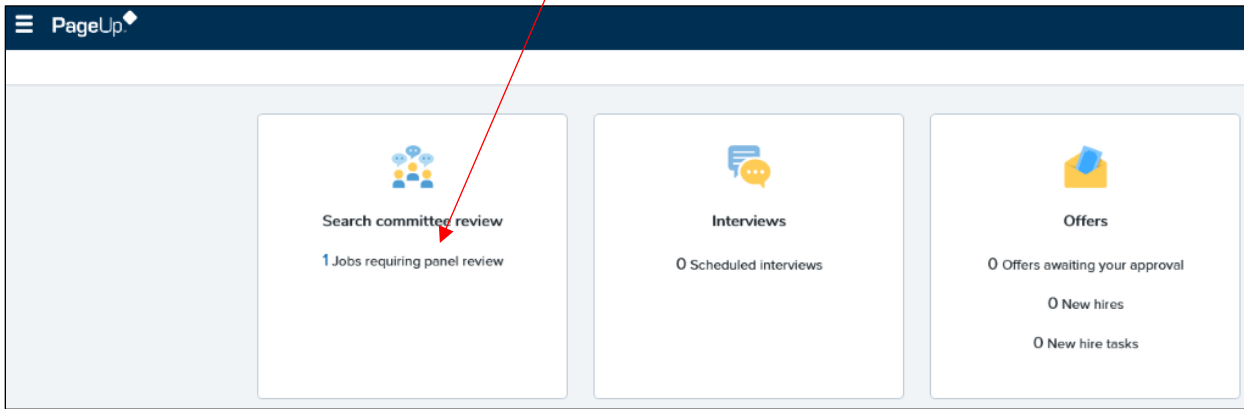 PageUp
Search committee review
1 Jobs requiring panel review
Interviews
0 Scheduled interviews
Offers
0 Offers awaiting your approval
0 New hires
0 New hire tasks